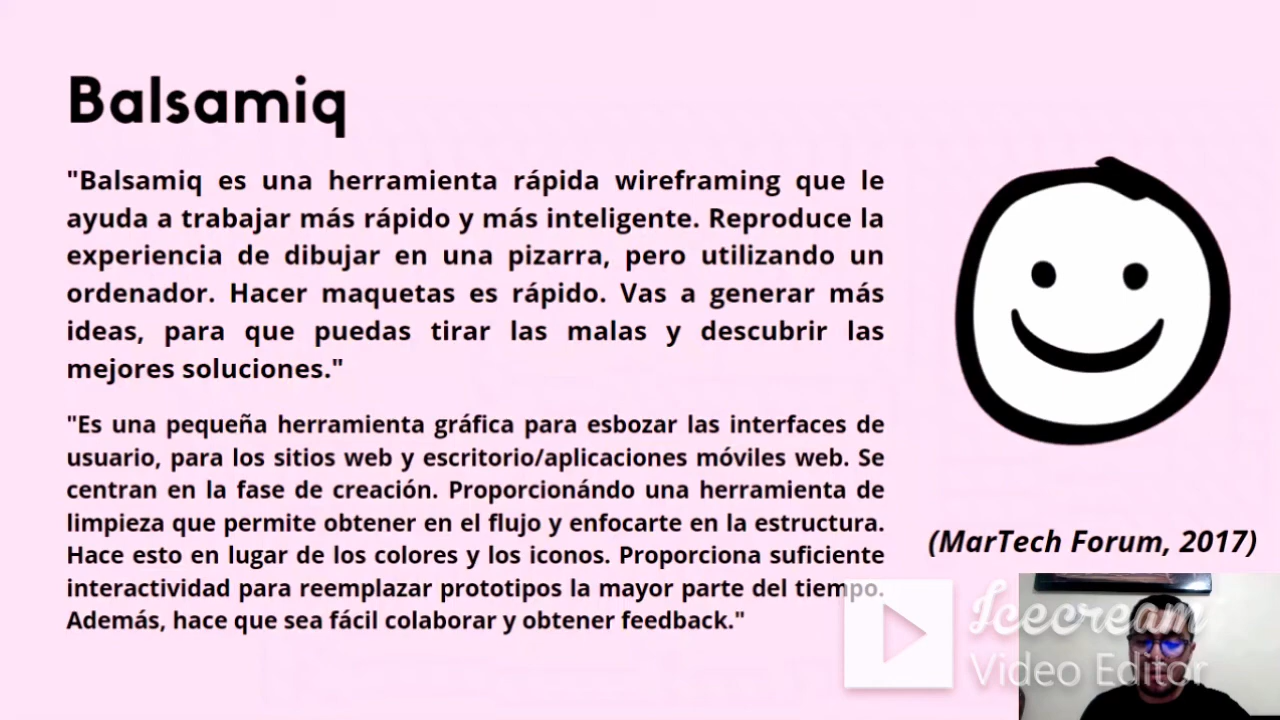 Balsamiq
"Balsamiq es una herramienta rápida wireframing que le
ayuda a trabajar más rápido y más inteligente. Reproduce la
experiencia de dibujar en una pizarra, pero utilizando un
ordenador. Hacer maquetas es rápido. Vas a generar más
ideas, para que puedas tirar las malas y descubrir las
mejores soluciones."
"Es una pequeña herramienta gráfica para esbozar las interfaces de
usuario, para los sitios web y escritorio/aplicaciones móviles web. Se
centran en la fase de creación. Proporcionándo una herramienta de
limpieza que permite obtener en el flujo y enfocarte en la estructura.
Hace esto en lugar de los colores y los iconos. Proporciona suficiente
interactividad para reemplazar prototipos la mayor parte del tiempo.
Además, hace que sea fácil colaborar y obtener feedback."
(MarTech Forum, 2017)
Icecream
Video Editor